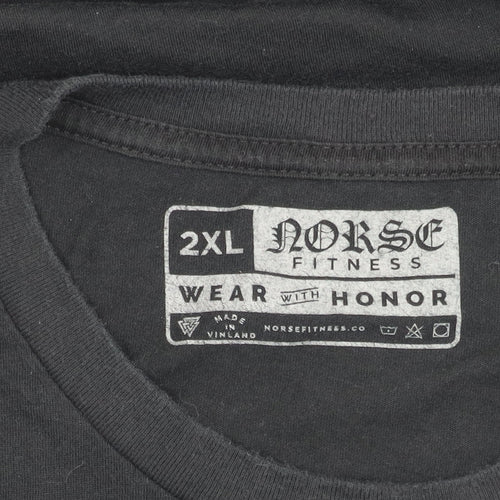 2XL NORSE
FITNESS
WEAR WITH HONOR
MADE
IN
VINLAND
NORSEFITNESS.CO